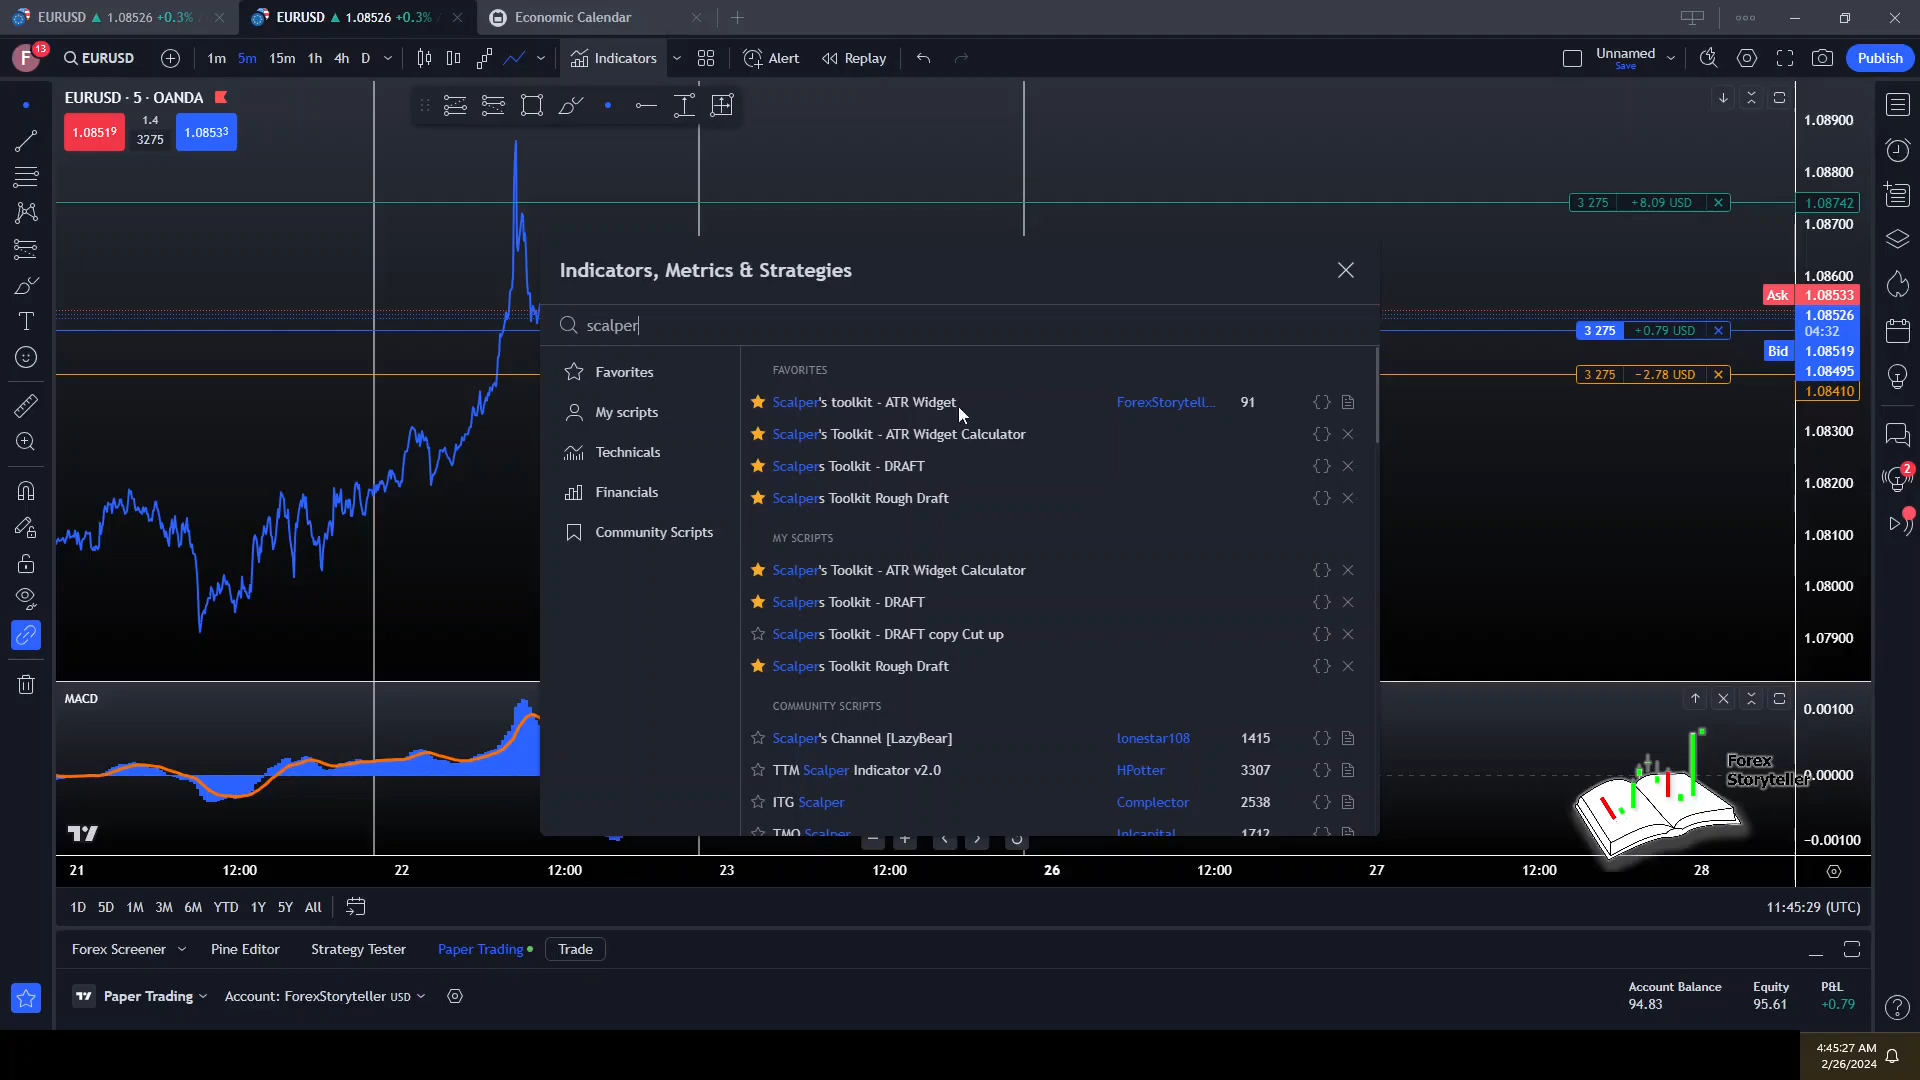 EURUSD ▲ 1.08526 +0.3%
EURUSD ▲ 1.08526 +0.3%
Economic Calendar
F 13
EURUSD
1m 5m 15m 1h 4h D
Indicators
Alert
Replay
Unnamed
Save
Publish
EURUSD · 5 · OANDA
1.08519
1.4
3275
1.08533
1.08900
1.08800
3 275 +8.09 USD
1.08742
1.08700
1.08600
Ask 1.08533
1.08526
04:32
3 275 +0.79 USD
Bid 1.08519
1.08495
3 275 −2.78 USD
1.08410
1.08300
1.08200
1.08100
1.08000
1.07900
2
Indicators, Metrics & Strategies
scalper
Favorites
My scripts
Technicals
Financials
Community Scripts
FAVORITES
Scalper's toolkit - ATR Widget ForexStorytell... 91
Scalper's Toolkit - ATR Widget Calculator
Scalpers Toolkit - DRAFT
Scalpers Toolkit Rough Draft
MY SCRIPTS
Scalper's Toolkit - ATR Widget Calculator
Scalpers Toolkit - DRAFT
Scalpers Toolkit - DRAFT copy Cut up
Scalpers Toolkit Rough Draft
COMMUNITY SCRIPTS
Scalper's Channel [LazyBear] lonestar108 1415
TTM Scalper Indicator v2.0 HPotter 3307
ITG Scalper Complector 2538
TMO Scalper lnlcapital 1712
MACD
0.00100
0.00000
−0.00100
Forex
Storyteller
21 12:00 22 12:00 23 12:00 26 12:00 27 12:00 28
1D 5D 1M 3M 6M YTD 1Y 5Y All
11:45:29 (UTC)
Forex Screener Pine Editor Strategy Tester Paper Trading Trade
Paper Trading Account: ForexStoryteller USD
Account Balance Equity P&L
94.83 95.61 +0.79
4:45:27 AM
2/26/2024